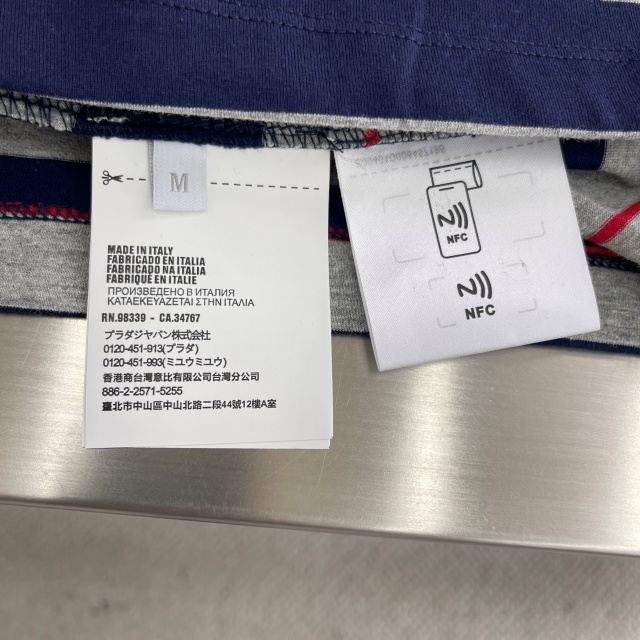 M
MADE IN ITALY
FABRICADO EN ITALIA
FABRICADO NA ITALIA
FABRIQUÉ EN ITALIE
ПРОИЗВЕДЕНО В ИТАЛИЯ
ΚΑΤΑΕΚΕΥΑΖΕΤΑΙ ΣΤΗΝ ΙΤΑΛΙΑ
RN.98339 - CA.34767
プラダジャパン株式会社
0120-451-913(プラダ)
0120-451-993(ミュウミュウ)
香港商台灣意比有限公司台灣分公司
886-2-2571-5255
臺北市中山區中山北路二段44號12樓A室
NFC
NFC